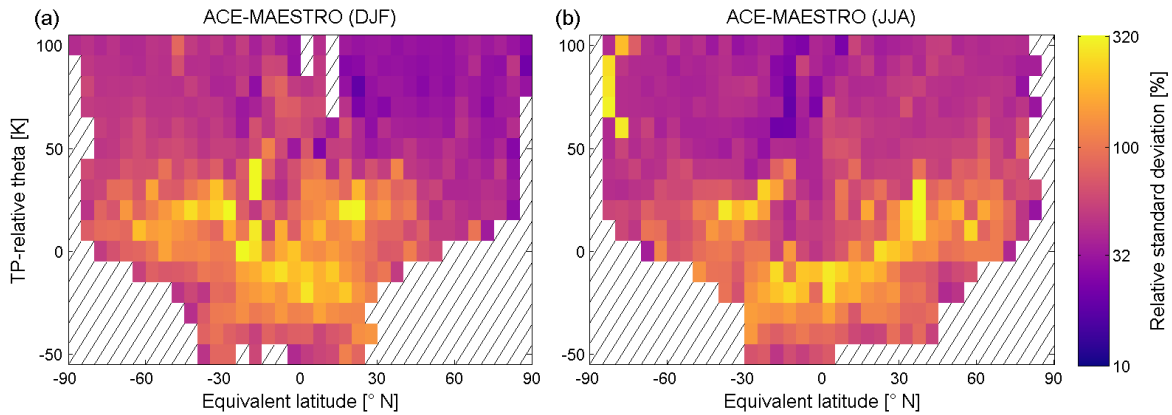 (a) ACE-MAESTRO (DJF)
(b) ACE-MAESTRO (JJA)
TP-relative theta [K]
100
50
0
-50
-90 -60 -30 0 30 60 90
Equivalent latitude [° N]
100
50
0
-50
-90 -60 -30 0 30 60 90
Equivalent latitude [° N]
320
100
32
10
Relative standard deviation [%]